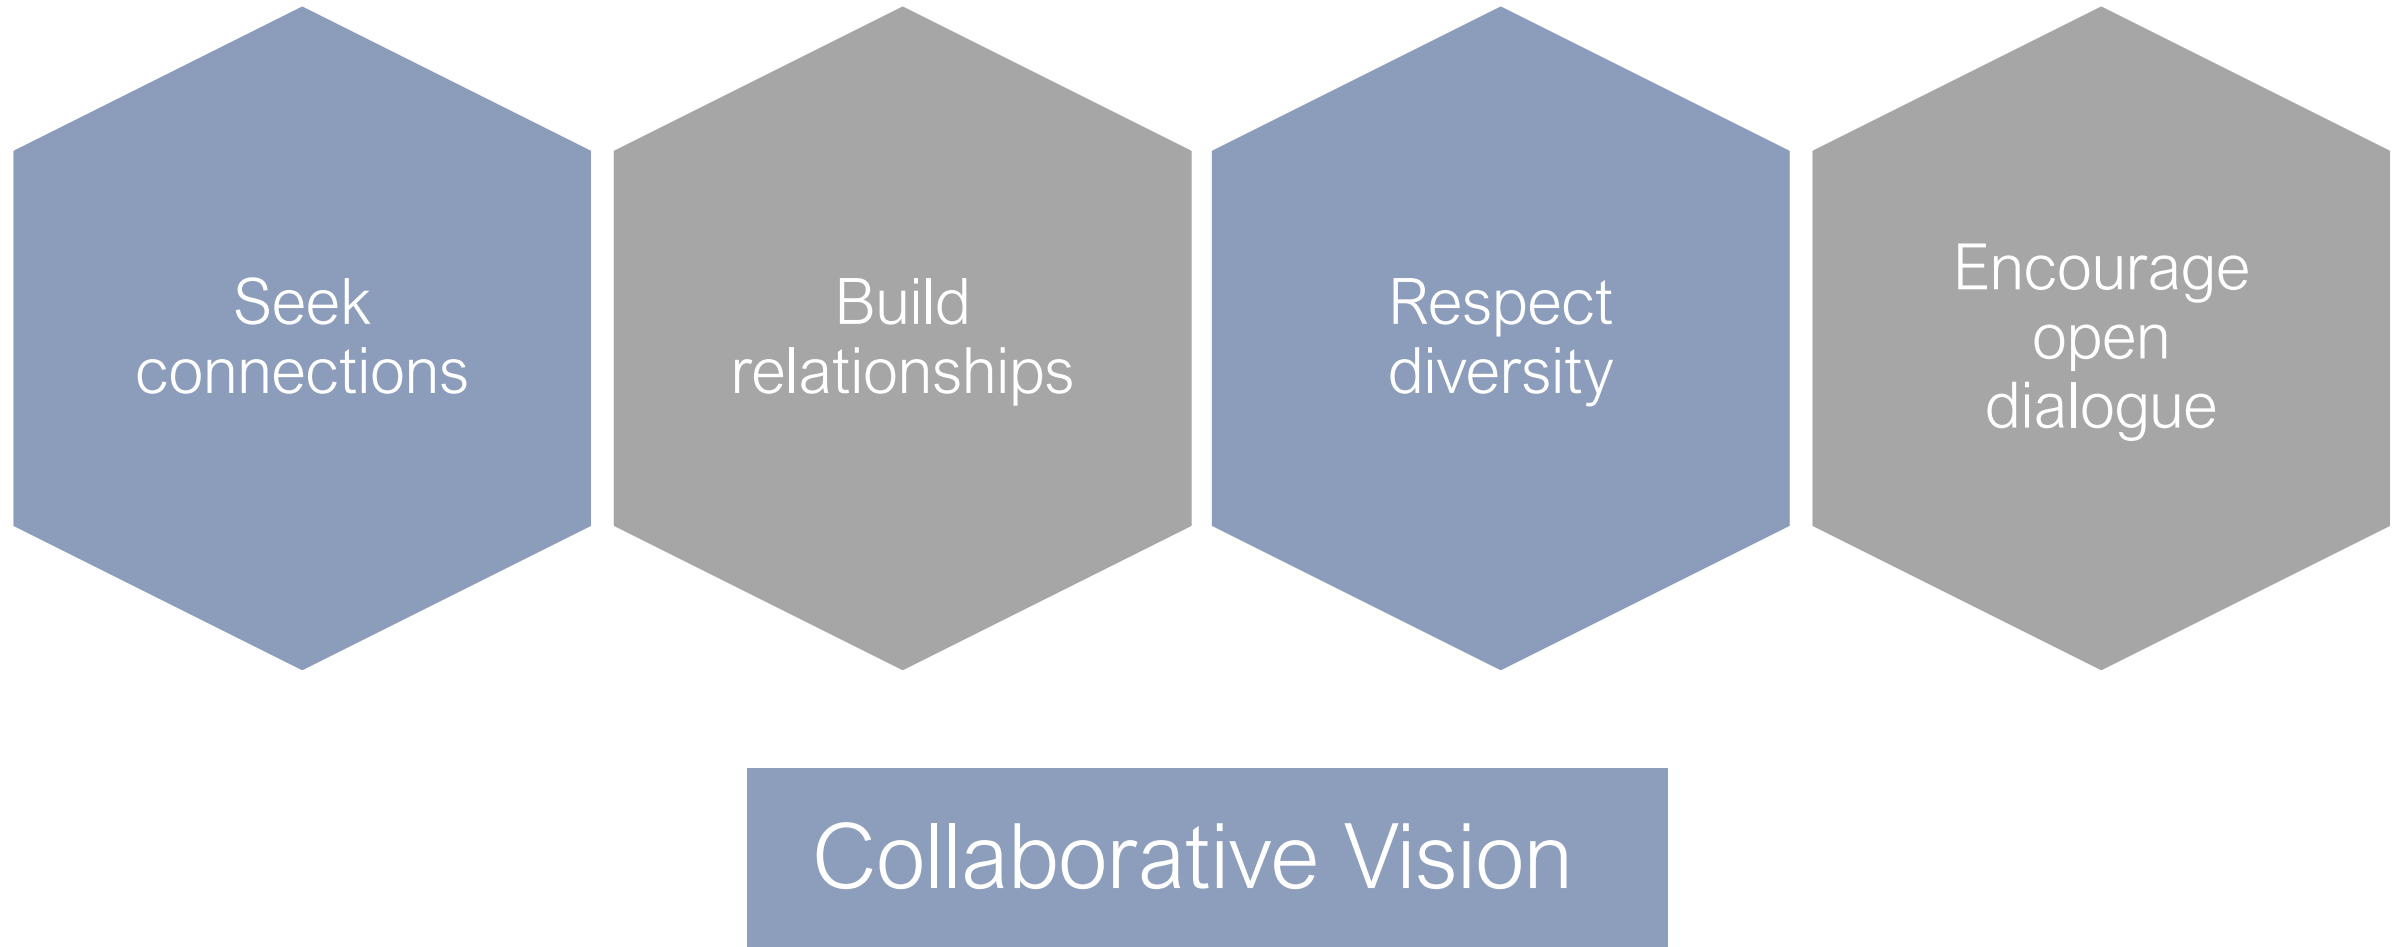 Seek
connections
Build
relationships
Respect
diversity
Encourage
open
dialogue
Collaborative Vision